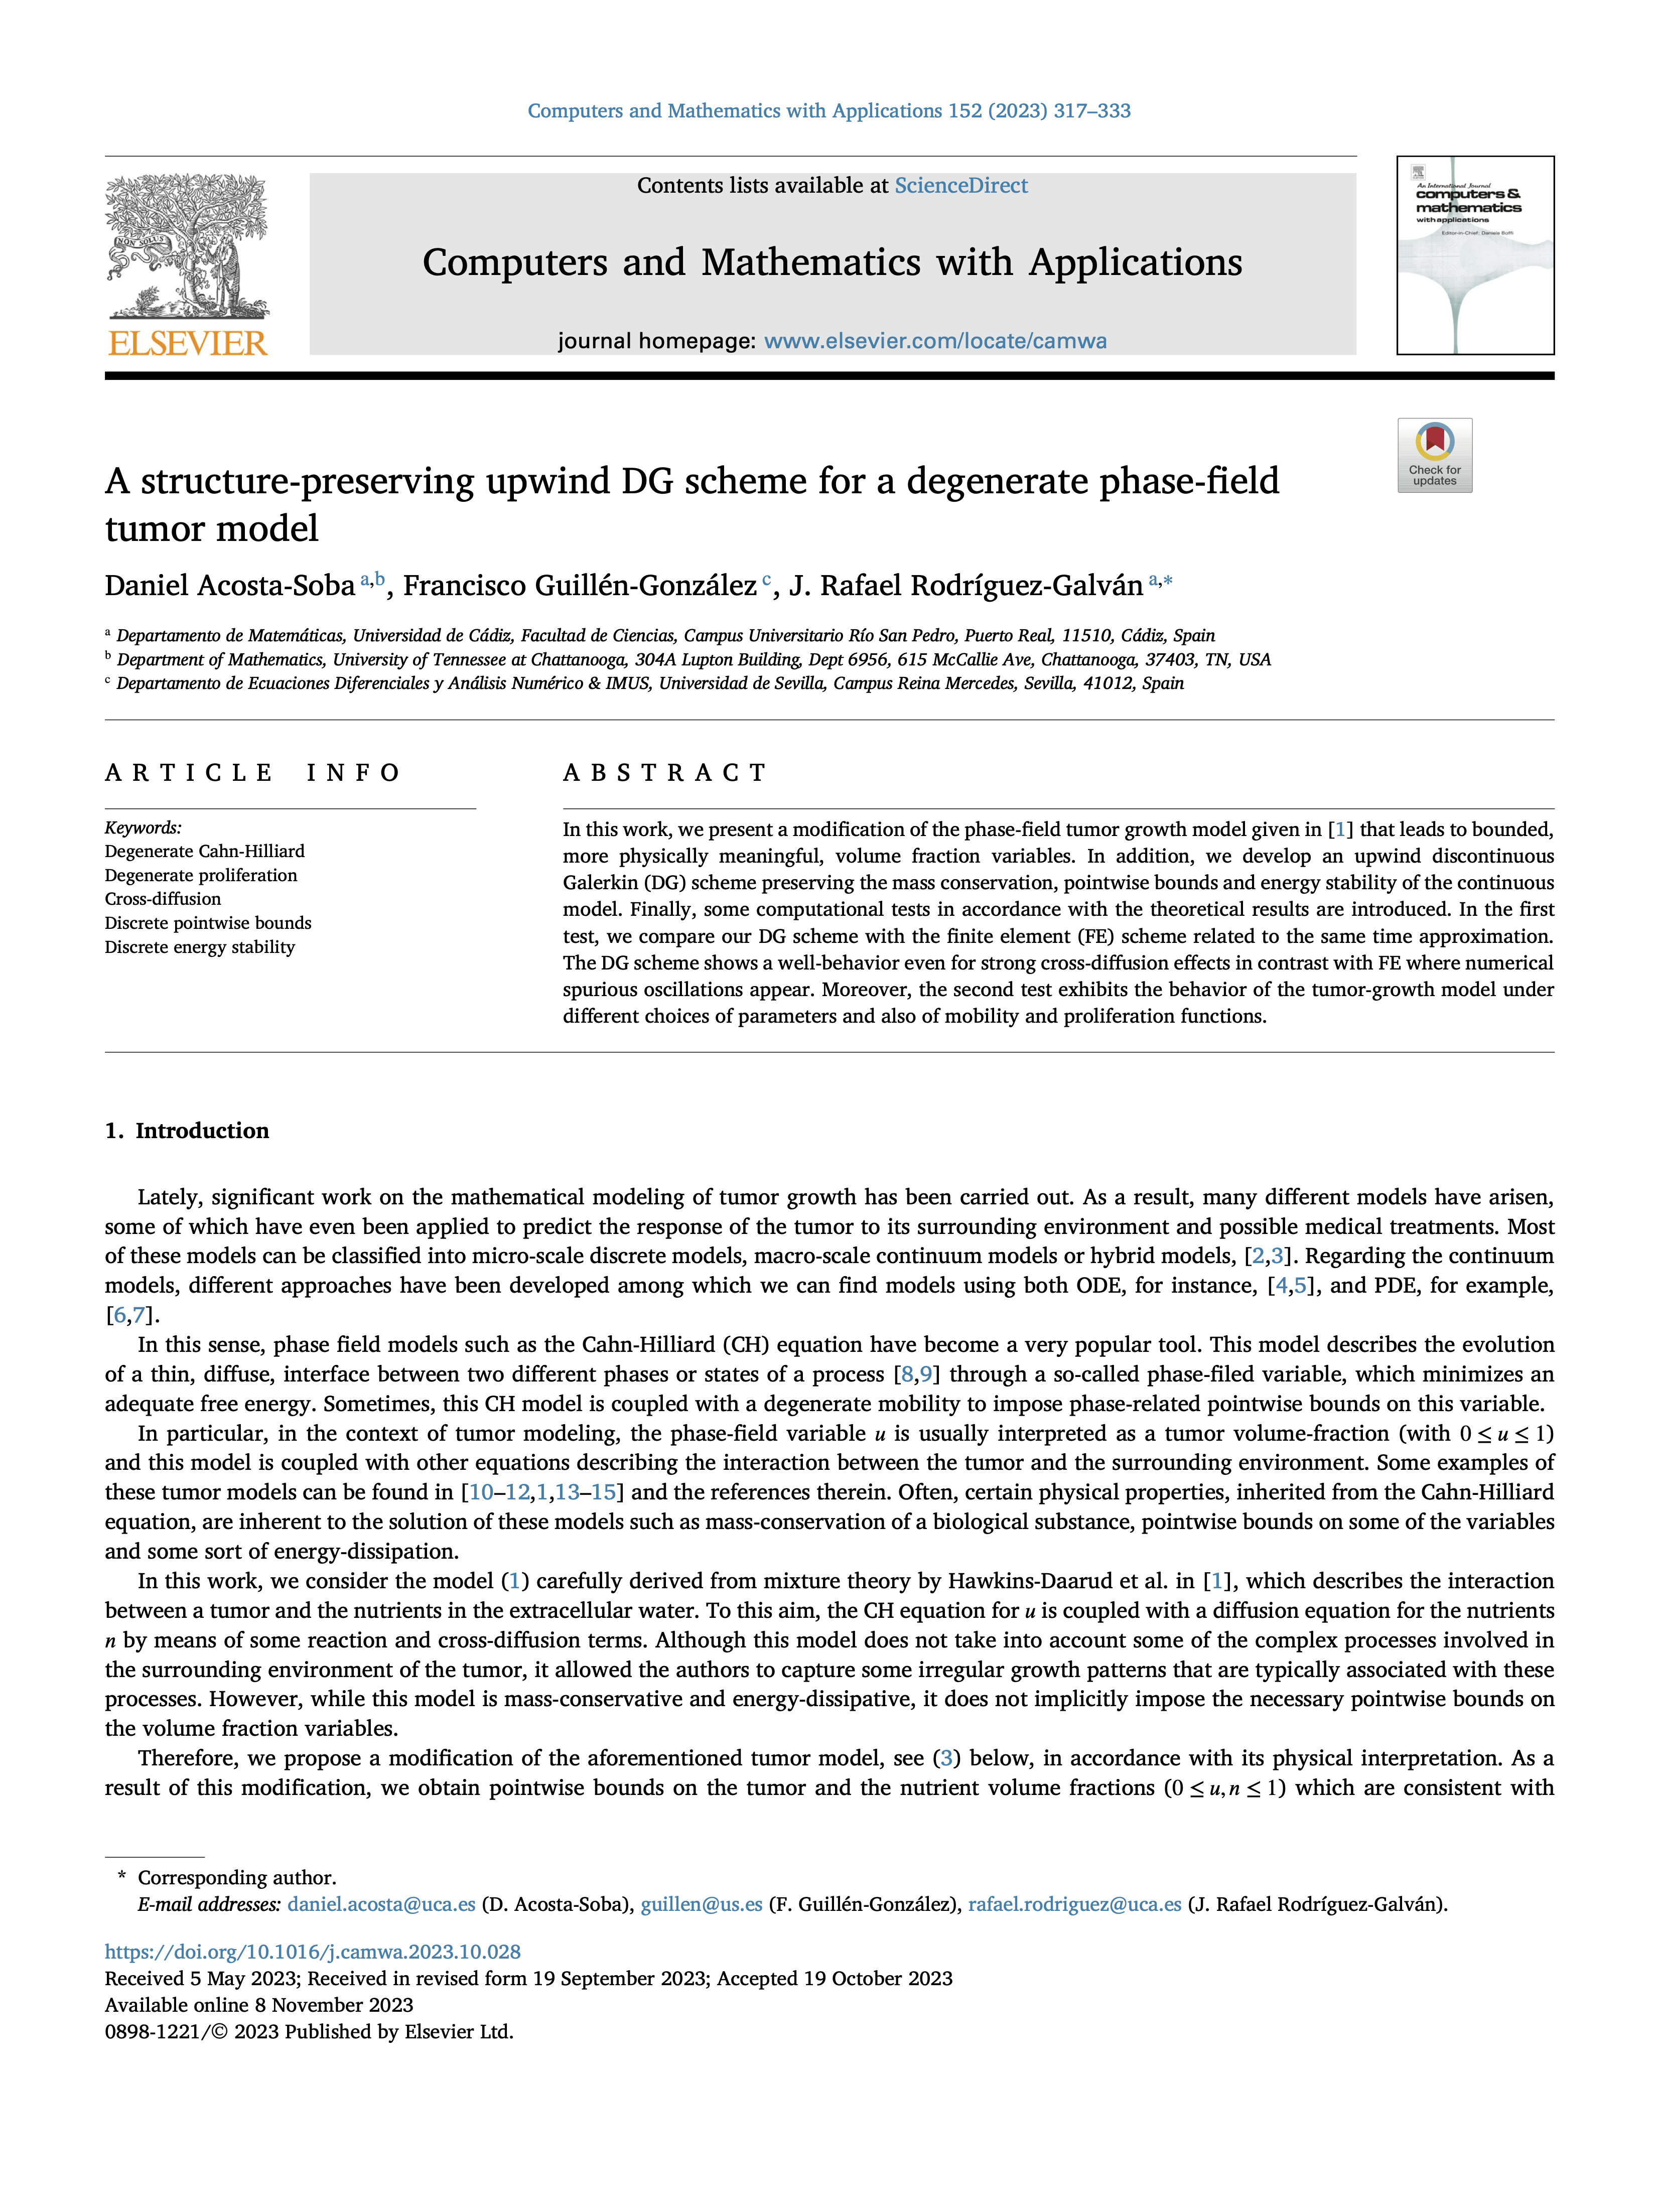 Computers and Mathematics with Applications 152 (2023) 317–333
Contents lists available at ScienceDirect
Computers and Mathematics with Applications
journal homepage: www.elsevier.com/locate/camwa
NON SOLUS
ELSEVIER
An International Journal
computers &
mathematics
with applications
Editor-in-Chief: Daniele Boffi
Check for
updates
A structure-preserving upwind DG scheme for a degenerate phase-field
tumor model
Daniel Acosta-Soba a,b, Francisco Guillén-González c, J. Rafael Rodríguez-Galván a,*
a Departamento de Matemáticas, Universidad de Cádiz, Facultad de Ciencias, Campus Universitario Río San Pedro, Puerto Real, 11510, Cádiz, Spain
b Department of Mathematics, University of Tennessee at Chattanooga, 304A Lupton Building, Dept 6956, 615 McCallie Ave, Chattanooga, 37403, TN, USA
c Departamento de Ecuaciones Diferenciales y Análisis Numérico & IMUS, Universidad de Sevilla, Campus Reina Mercedes, Sevilla, 41012, Spain
ARTICLE INFO
Keywords:
Degenerate Cahn-Hilliard
Degenerate proliferation
Cross-diffusion
Discrete pointwise bounds
Discrete energy stability
ABSTRACT
In this work, we present a modification of the phase-field tumor growth model given in [1] that leads to bounded,
more physically meaningful, volume fraction variables. In addition, we develop an upwind discontinuous
Galerkin (DG) scheme preserving the mass conservation, pointwise bounds and energy stability of the continuous
model. Finally, some computational tests in accordance with the theoretical results are introduced. In the first
test, we compare our DG scheme with the finite element (FE) scheme related to the same time approximation.
The DG scheme shows a well-behavior even for strong cross-diffusion effects in contrast with FE where numerical
spurious oscillations appear. Moreover, the second test exhibits the behavior of the tumor-growth model under
different choices of parameters and also of mobility and proliferation functions.
1. Introduction
Lately, significant work on the mathematical modeling of tumor growth has been carried out. As a result, many different models have arisen,
some of which have even been applied to predict the response of the tumor to its surrounding environment and possible medical treatments. Most
of these models can be classified into micro-scale discrete models, macro-scale continuum models or hybrid models, [2,3]. Regarding the continuum
models, different approaches have been developed among which we can find models using both ODE, for instance, [4,5], and PDE, for example,
[6,7].
In this sense, phase field models such as the Cahn-Hilliard (CH) equation have become a very popular tool. This model describes the evolution
of a thin, diffuse, interface between two different phases or states of a process [8,9] through a so-called phase-filed variable, which minimizes an
adequate free energy. Sometimes, this CH model is coupled with a degenerate mobility to impose phase-related pointwise bounds on this variable.
In particular, in the context of tumor modeling, the phase-field variable u is usually interpreted as a tumor volume-fraction (with 0 ≤ u ≤ 1)
and this model is coupled with other equations describing the interaction between the tumor and the surrounding environment. Some examples of
these tumor models can be found in [10–12,1,13–15] and the references therein. Often, certain physical properties, inherited from the Cahn-Hilliard
equation, are inherent to the solution of these models such as mass-conservation of a biological substance, pointwise bounds on some of the variables
and some sort of energy-dissipation.
In this work, we consider the model (1) carefully derived from mixture theory by Hawkins-Daarud et al. in [1], which describes the interaction
between a tumor and the nutrients in the extracellular water. To this aim, the CH equation for u is coupled with a diffusion equation for the nutrients
n by means of some reaction and cross-diffusion terms. Although this model does not take into account some of the complex processes involved in
the surrounding environment of the tumor, it allowed the authors to capture some irregular growth patterns that are typically associated with these
processes. However, while this model is mass-conservative and energy-dissipative, it does not implicitly impose the necessary pointwise bounds on
the volume fraction variables.
Therefore, we propose a modification of the aforementioned tumor model, see (3) below, in accordance with its physical interpretation. As a
result of this modification, we obtain pointwise bounds on the tumor and the nutrient volume fractions (0 ≤ u, n ≤ 1) which are consistent with
* Corresponding author.
E-mail addresses: daniel.acosta@uca.es (D. Acosta-Soba), guillen@us.es (F. Guillén-González), rafael.rodriguez@uca.es (J. Rafael Rodríguez-Galván).
https://doi.org/10.1016/j.camwa.2023.10.028
Received 5 May 2023; Received in revised form 19 September 2023; Accepted 19 October 2023
Available online 8 November 2023
0898-1221/© 2023 Published by Elsevier Ltd.